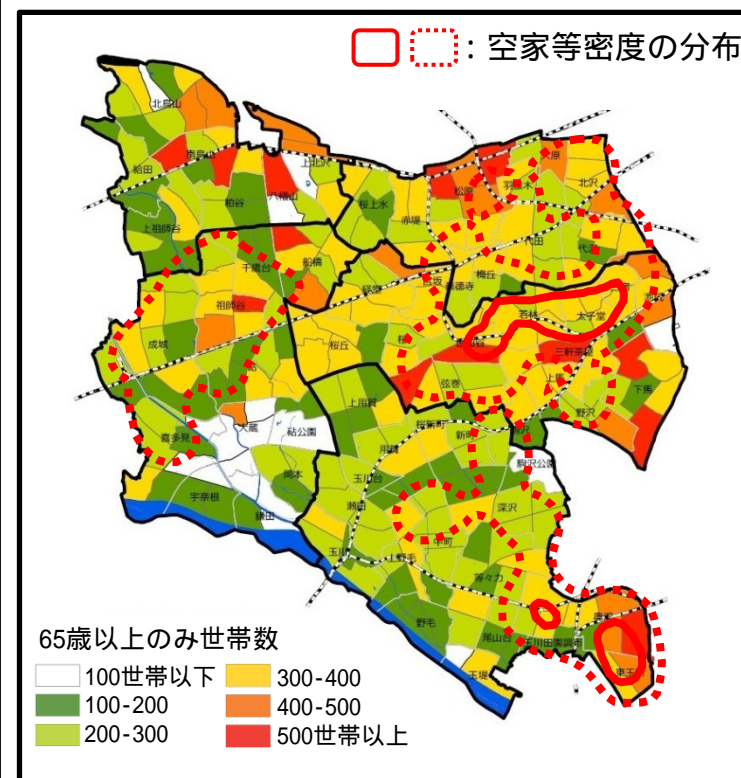 ：空家等密度の分布
北烏山
給田
南烏山
上北沢
八幡山
粕谷
上祖師谷
桜上水
赤堤
松原
羽根木
大原
北沢
代田
梅丘
豪徳寺
千歳台
船橋
経堂
宮坂
祖師谷
成城
桜丘
若林
太子堂
三軒茶屋
池尻
弦巻
上馬
下馬
野沢
上用賀
桜新町
新町
用賀
駒沢公園
喜多見
大蔵
砧公園
岡本
宇奈根
鎌田
玉川台
瀬田
深沢
玉川
上野毛
中町
等々力
野毛
尾山台
玉川田園調布
玉堤
65歳以上のみ世帯数
100世帯以下
100-200
200-300
300-400
400-500
500世帯以上